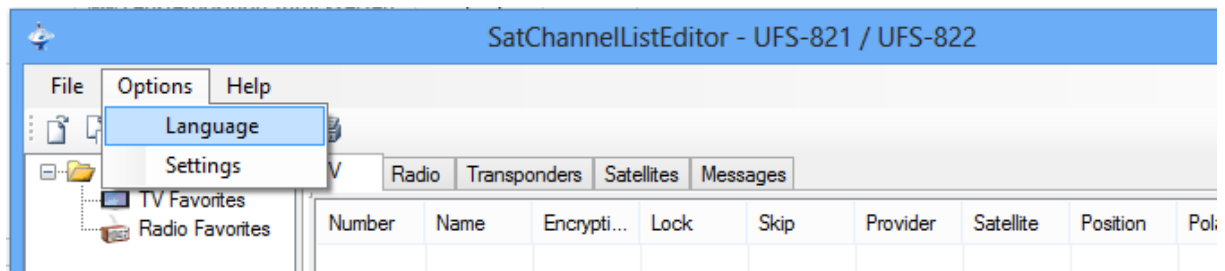 SatChannelListEditor - UFS-821 / UFS-822
File Options Help
Language
Settings
Radio Transponders Satellites Messages
TV Favorites
Radio Favorites
Number Name Encrypti... Lock Skip Provider Satellite Position